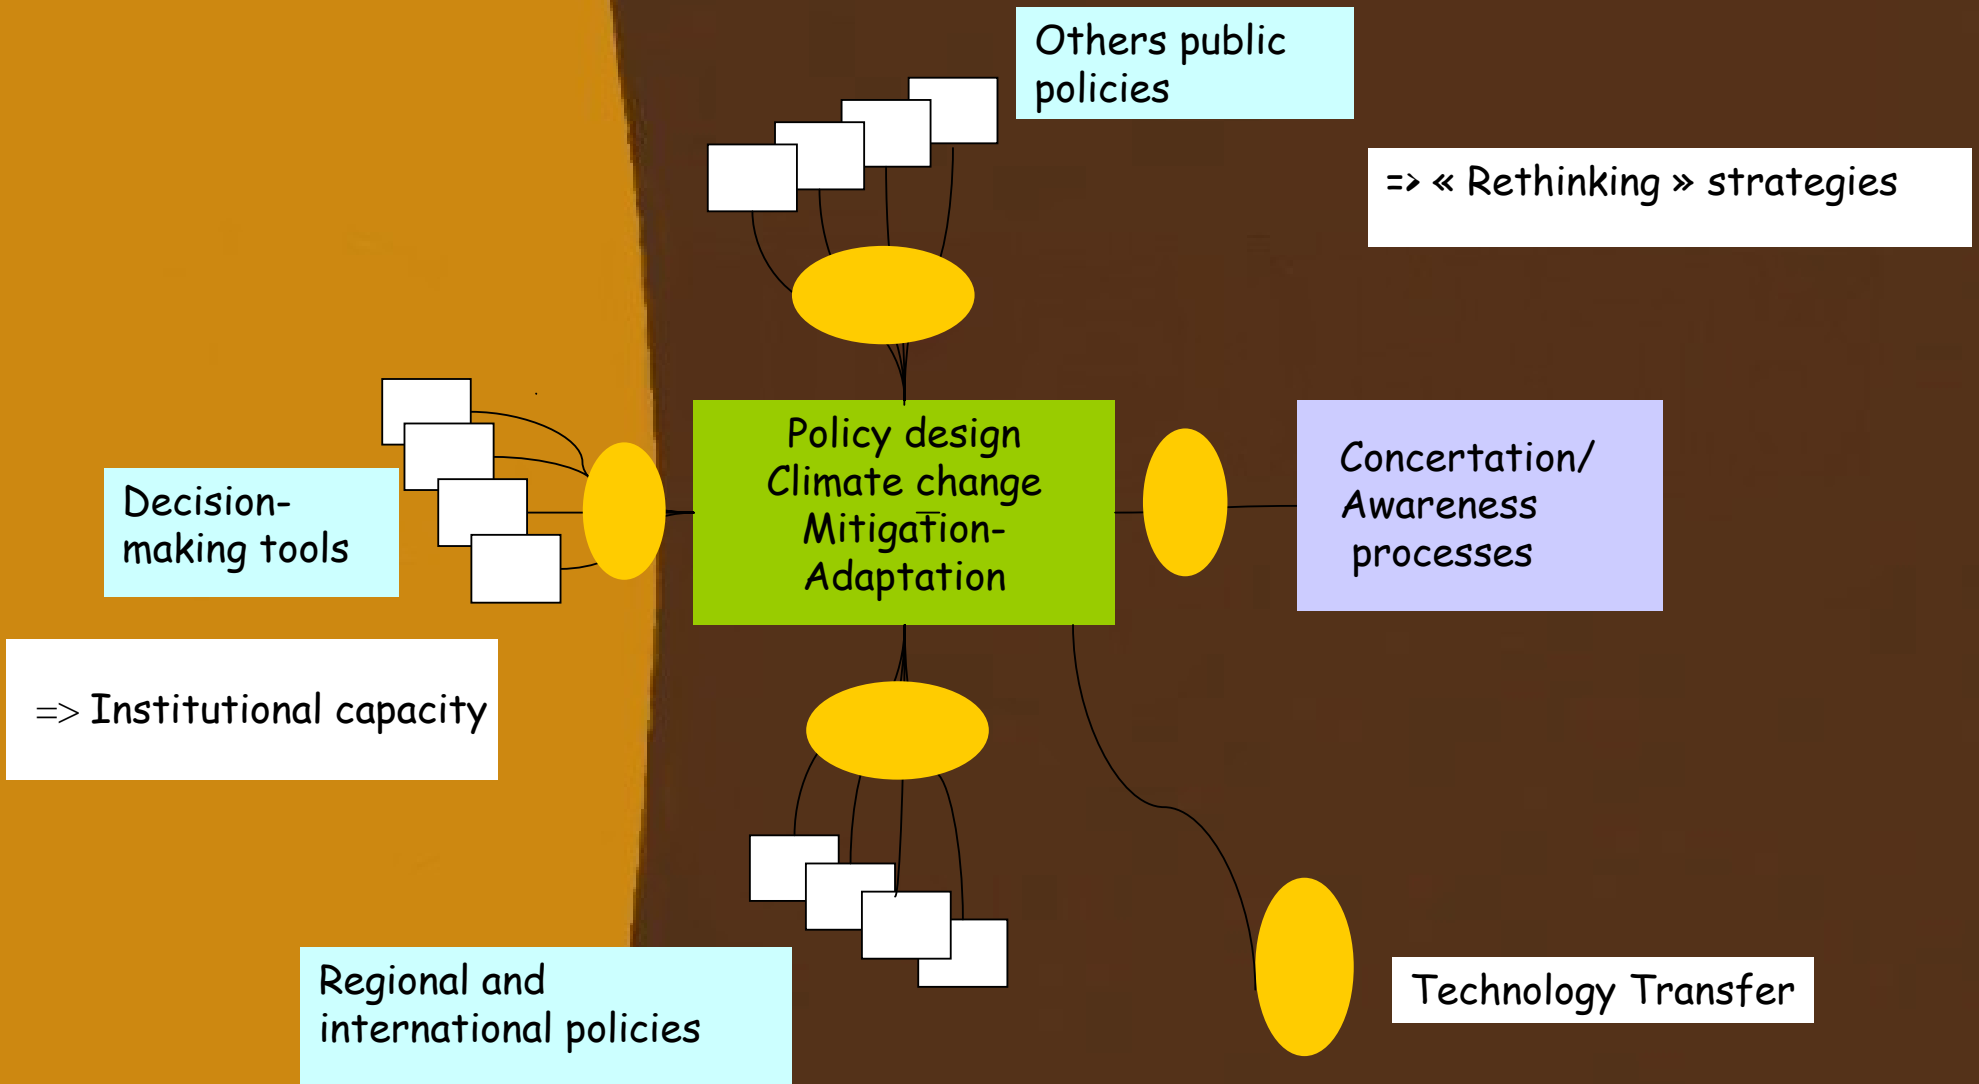 Others public
policies
=> « Rethinking » strategies
Policy design
Climate change
Mitigation-
Adaptation
Concertation/
Awareness
processes
Decision-
making tools
=> Institutional capacity
Regional and
international policies
Technology Transfer